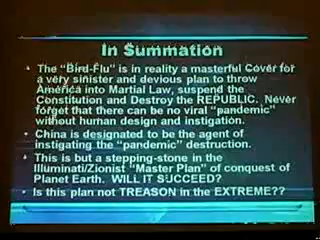 In Summation
• The “Bird-Flu” is in reality a masterful Cover for
a very sinister and devious plan to throw
America into Martial Law, suspend the
Constitution and Destroy the REPUBLIC. Never
forget that there can be no viral “pandemic”
without human design and instigation.
• China is designated to be the agent of
instigating the “pandemic” destruction.
• This is but a stepping-stone in the
Illuminati/Zionist “Master Plan” of conquest of
Planet Earth. WILL IT SUCCEED?
• Is this plan not TREASON in the EXTREME??